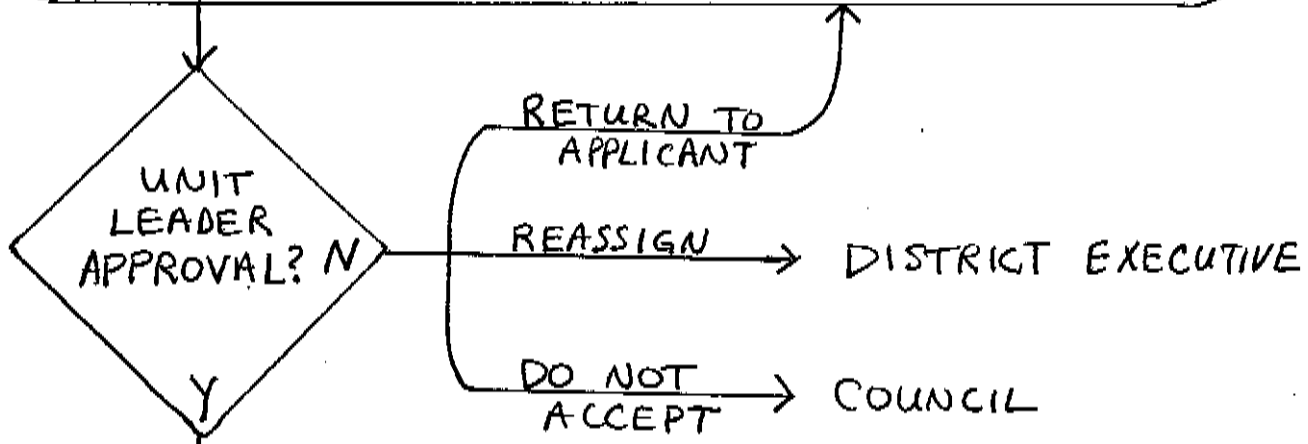 RETURN TO
APPLICANT
UNIT
LEADER
APPROVAL? N
REASSIGN
DISTRICT EXECUTIVE
Y
DO NOT
ACCEPT
COUNCIL